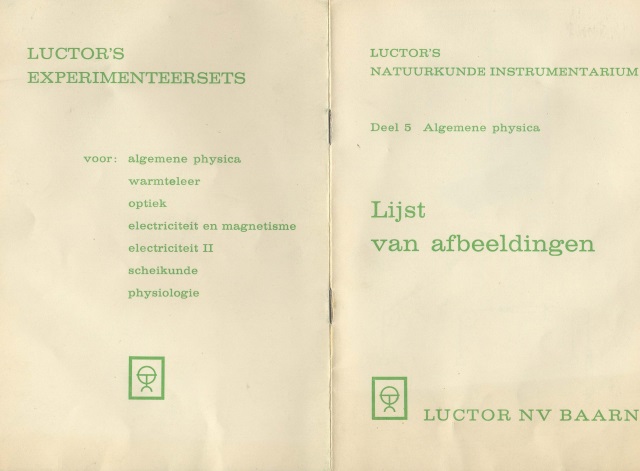 LUCTOR'S
EXPERIMENTEERSETS
voor: algemene physica
warmteleer
optiek
electriciteit en magnetisme
electriciteit II
scheikunde
physiologie
LUCTOR'S
NATUURKUNDE INSTRUMENTARIUM
Deel 5 Algemene physica
Lijst
van afbeeldingen
LUCTOR NV BAARN